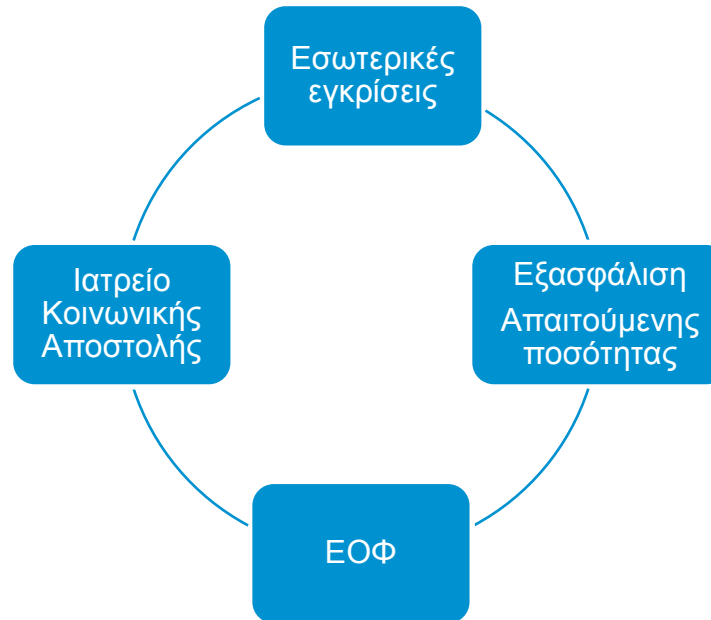 Εσωτερικές
εγκρίσεις
Εξασφάλιση
Απαιτούμενης
ποσότητας
ΕΟΦ
Ιατρείο
Κοινωνικής
Αποστολής